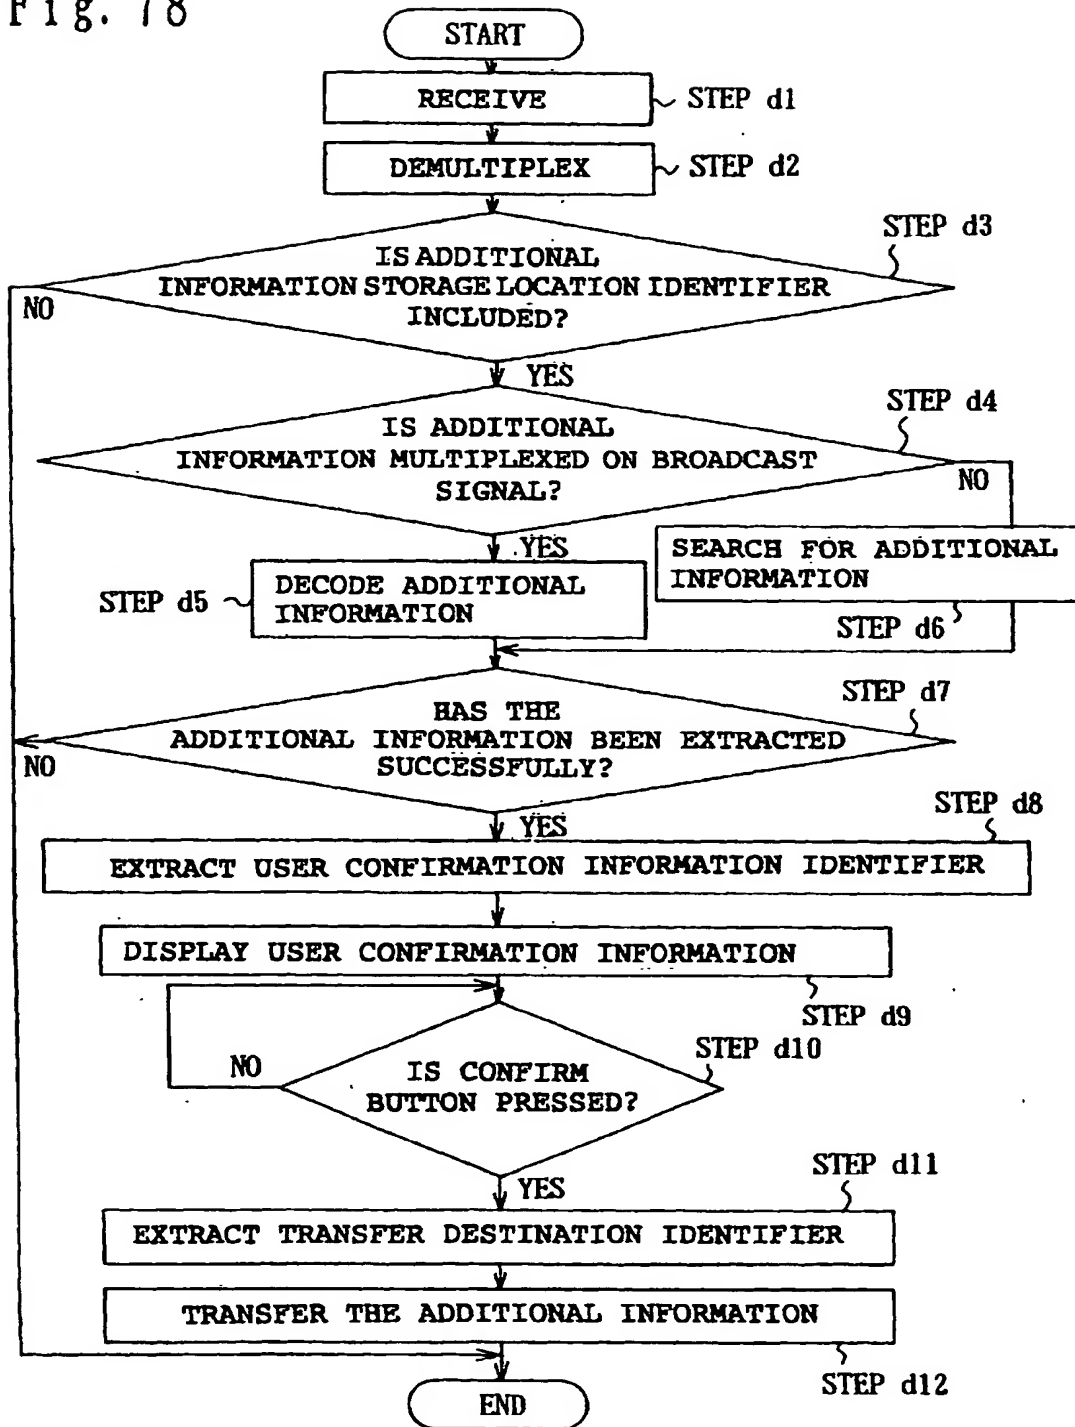 Fig. 78
START
RECEIVE
STEP d1
DEMULTIPLEX
STEP d2
STEP d3
IS ADDITIONAL
INFORMATION STORAGE LOCATION IDENTIFIER
INCLUDED?
NO
YES
STEP d4
IS ADDITIONAL
INFORMATION MULTIPLEXED ON BROADCAST
SIGNAL?
NO
YES
STEP d5
DECODE ADDITIONAL
INFORMATION
SEARCH FOR ADDITIONAL
INFORMATION
STEP d6
STEP d7
HAS THE
ADDITIONAL INFORMATION BEEN EXTRACTED
SUCCESSFULLY?
NO
YES
STEP d8
EXTRACT USER CONFIRMATION INFORMATION IDENTIFIER
DISPLAY USER CONFIRMATION INFORMATION
STEP d9
STEP d10
NO
IS CONFIRM
BUTTON PRESSED?
YES
STEP d11
EXTRACT TRANSFER DESTINATION IDENTIFIER
TRANSFER THE ADDITIONAL INFORMATION
STEP d12
END